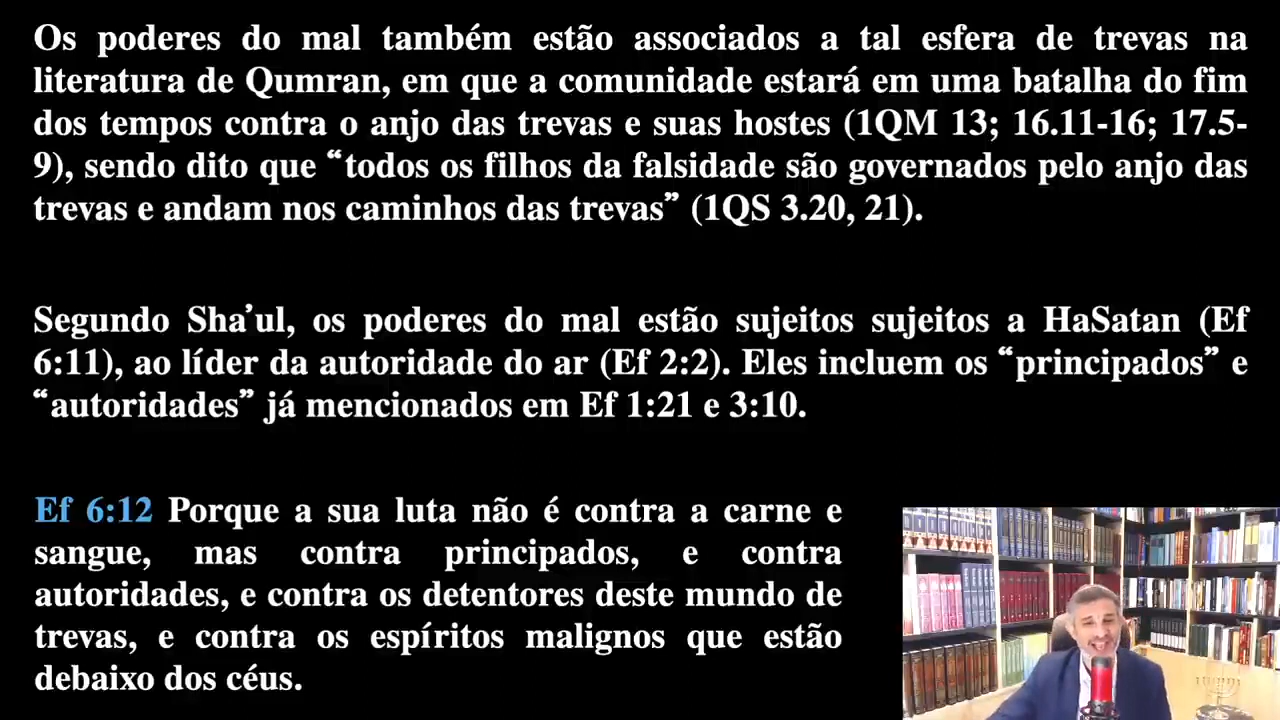 Os poderes do mal também estão associados a tal esfera de trevas na
literatura de Qumran, em que a comunidade estará em uma batalha do fim
dos tempos contra o anjo das trevas e suas hostes (1QM 13; 16.11-16; 17.5-
9), sendo dito que “todos os filhos da falsidade são governados pelo anjo das
trevas e andam nos caminhos das trevas” (1QS 3.20, 21).
Segundo Sha’ul, os poderes do mal estão sujeitos sujeitos a HaSatan (Ef
6:11), ao líder da autoridade do ar (Ef 2:2). Eles incluem os “principados” e
“autoridades” já mencionados em Ef 1:21 e 3:10.
Ef 6:12 Porque a sua luta não é contra a carne e
sangue, mas contra principados, e contra
autoridades, e contra os detentores deste mundo de
trevas, e contra os espíritos malignos que estão
debaixo dos céus.